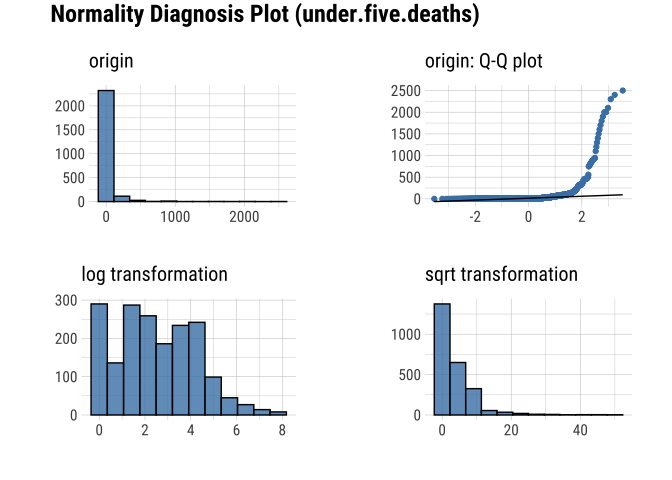 Normality Diagnosis Plot (under.five.deaths)
origin
origin: Q-Q plot
2000
1500
1000
500
0
0 1000 2000
2500
2000
1500
1000
500
0
-2 0 2
log transformation
sqrt transformation
300
200
100
0
0 2 4 6 8
1000
500
0
0 20 40